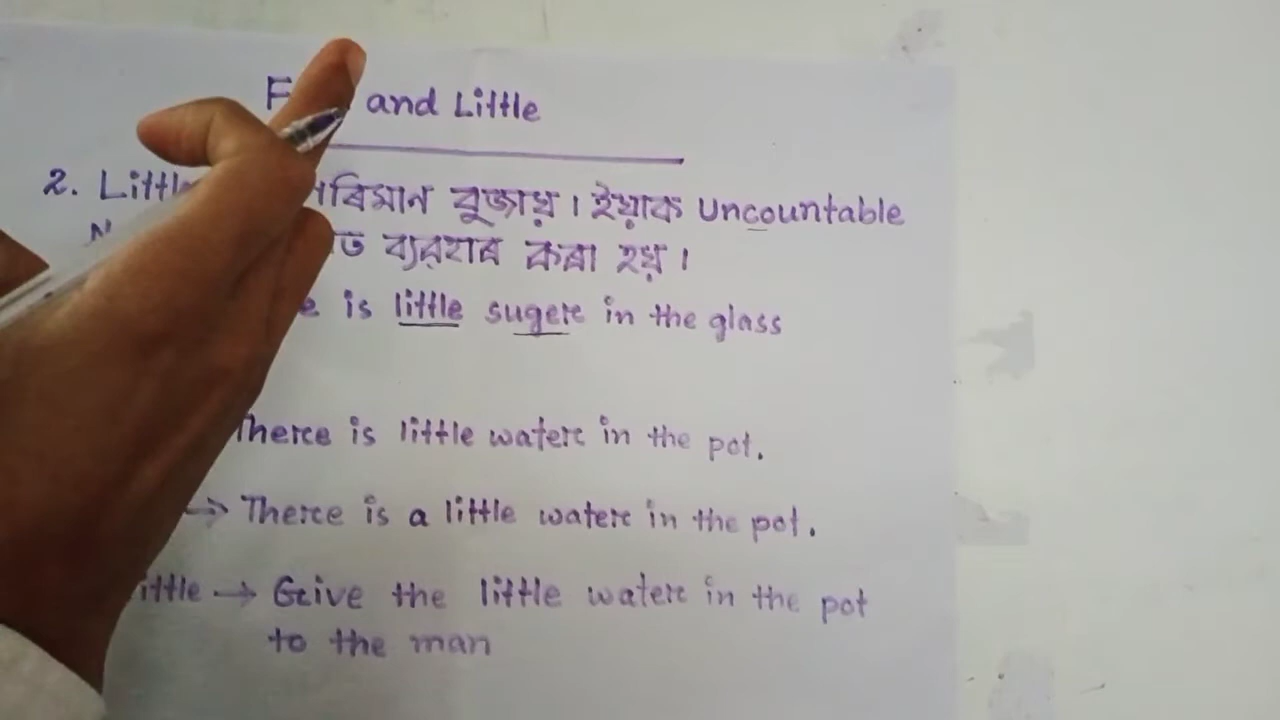 and Little
2. পৰিমান বুজায়। ইয়াক Uncountable
ব্যৱহাৰ কৰা হয়।
is little sugere in the glass
There is little water in the pot.
→ There is a little water in the pot.
→ Give the little water in the pot
to the man